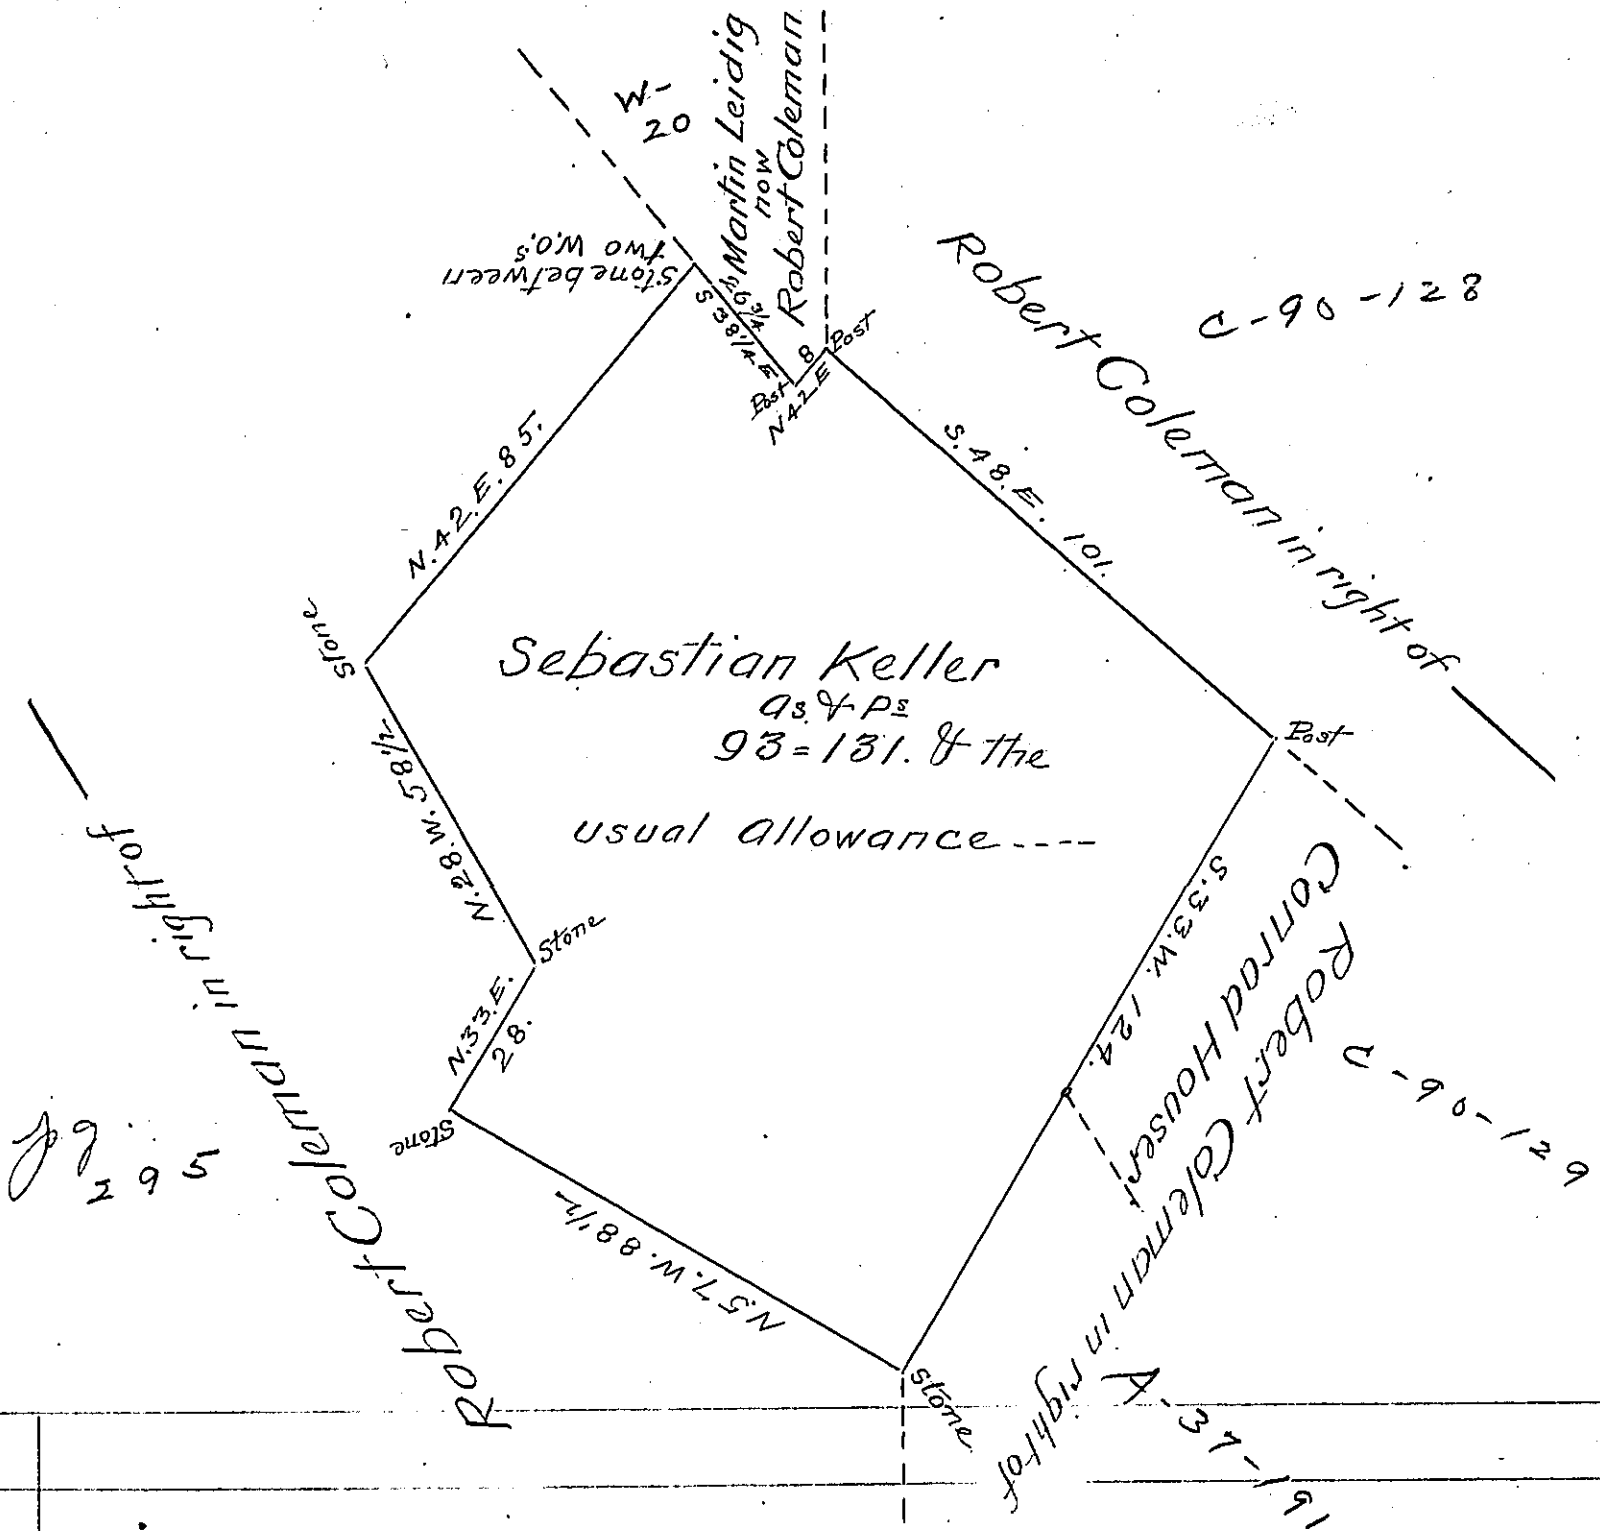 W-
20
Martin Leidig
now
Robert Coleman
Stone between
two W.O.s
S 38 1/4 E
Post
N 42 E
8
Post
Robert Coleman in right of
C-90-128
N. 42. E. 85.
S. 48. E. 101.
Stone
Sebastian Keller
as & ps
93=131. & the
usual allowance ----
Post
N. 28. W. 58 1/2
Stone
N. 33. E.
28.
Stone
S. 33. W. 124.
Robert Coleman in right of
Conrad Houser
C-90-129
Robert Coleman in right of
295
N. 57. W. 88 1/2
Stone
A-37-191